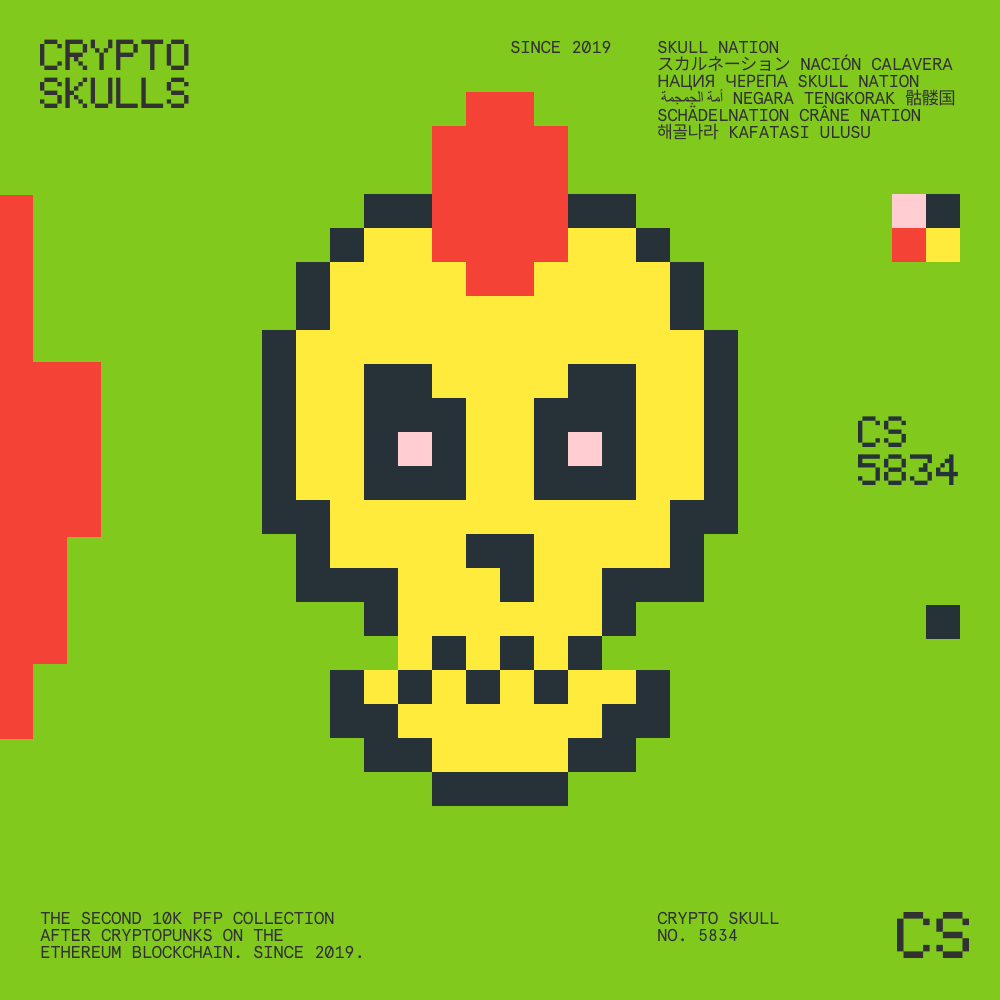 CRYPTO
SKULLS
SINCE 2019
SKULL NATION
スカルネーション NACIÓN CALAVERA
НАЦИЯ ЧЕРЕПА SKULL NATION
أمة الجمجمة NEGARA TENGKORAK 骷髅国
SCHÄDELNATION CRÂNE NATION
해골나라 KAFATASI ULUSU
CS
5834
THE SECOND 10K PFP COLLECTION
AFTER CRYPTOPUNKS ON THE
ETHEREUM BLOCKCHAIN. SINCE 2019.
CRYPTO SKULL
NO. 5834
CS